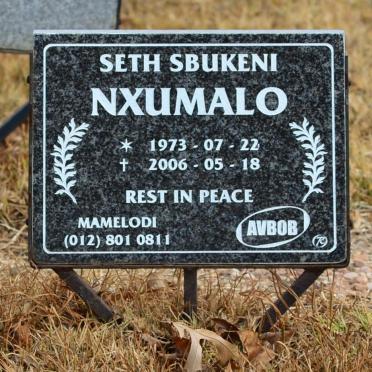 SETH SBUKENI
NXUMALO
* 1973 - 07 - 22
† 2006 - 05 - 18
REST IN PEACE
MAMELODI
(012) 801 0811
AVBOB